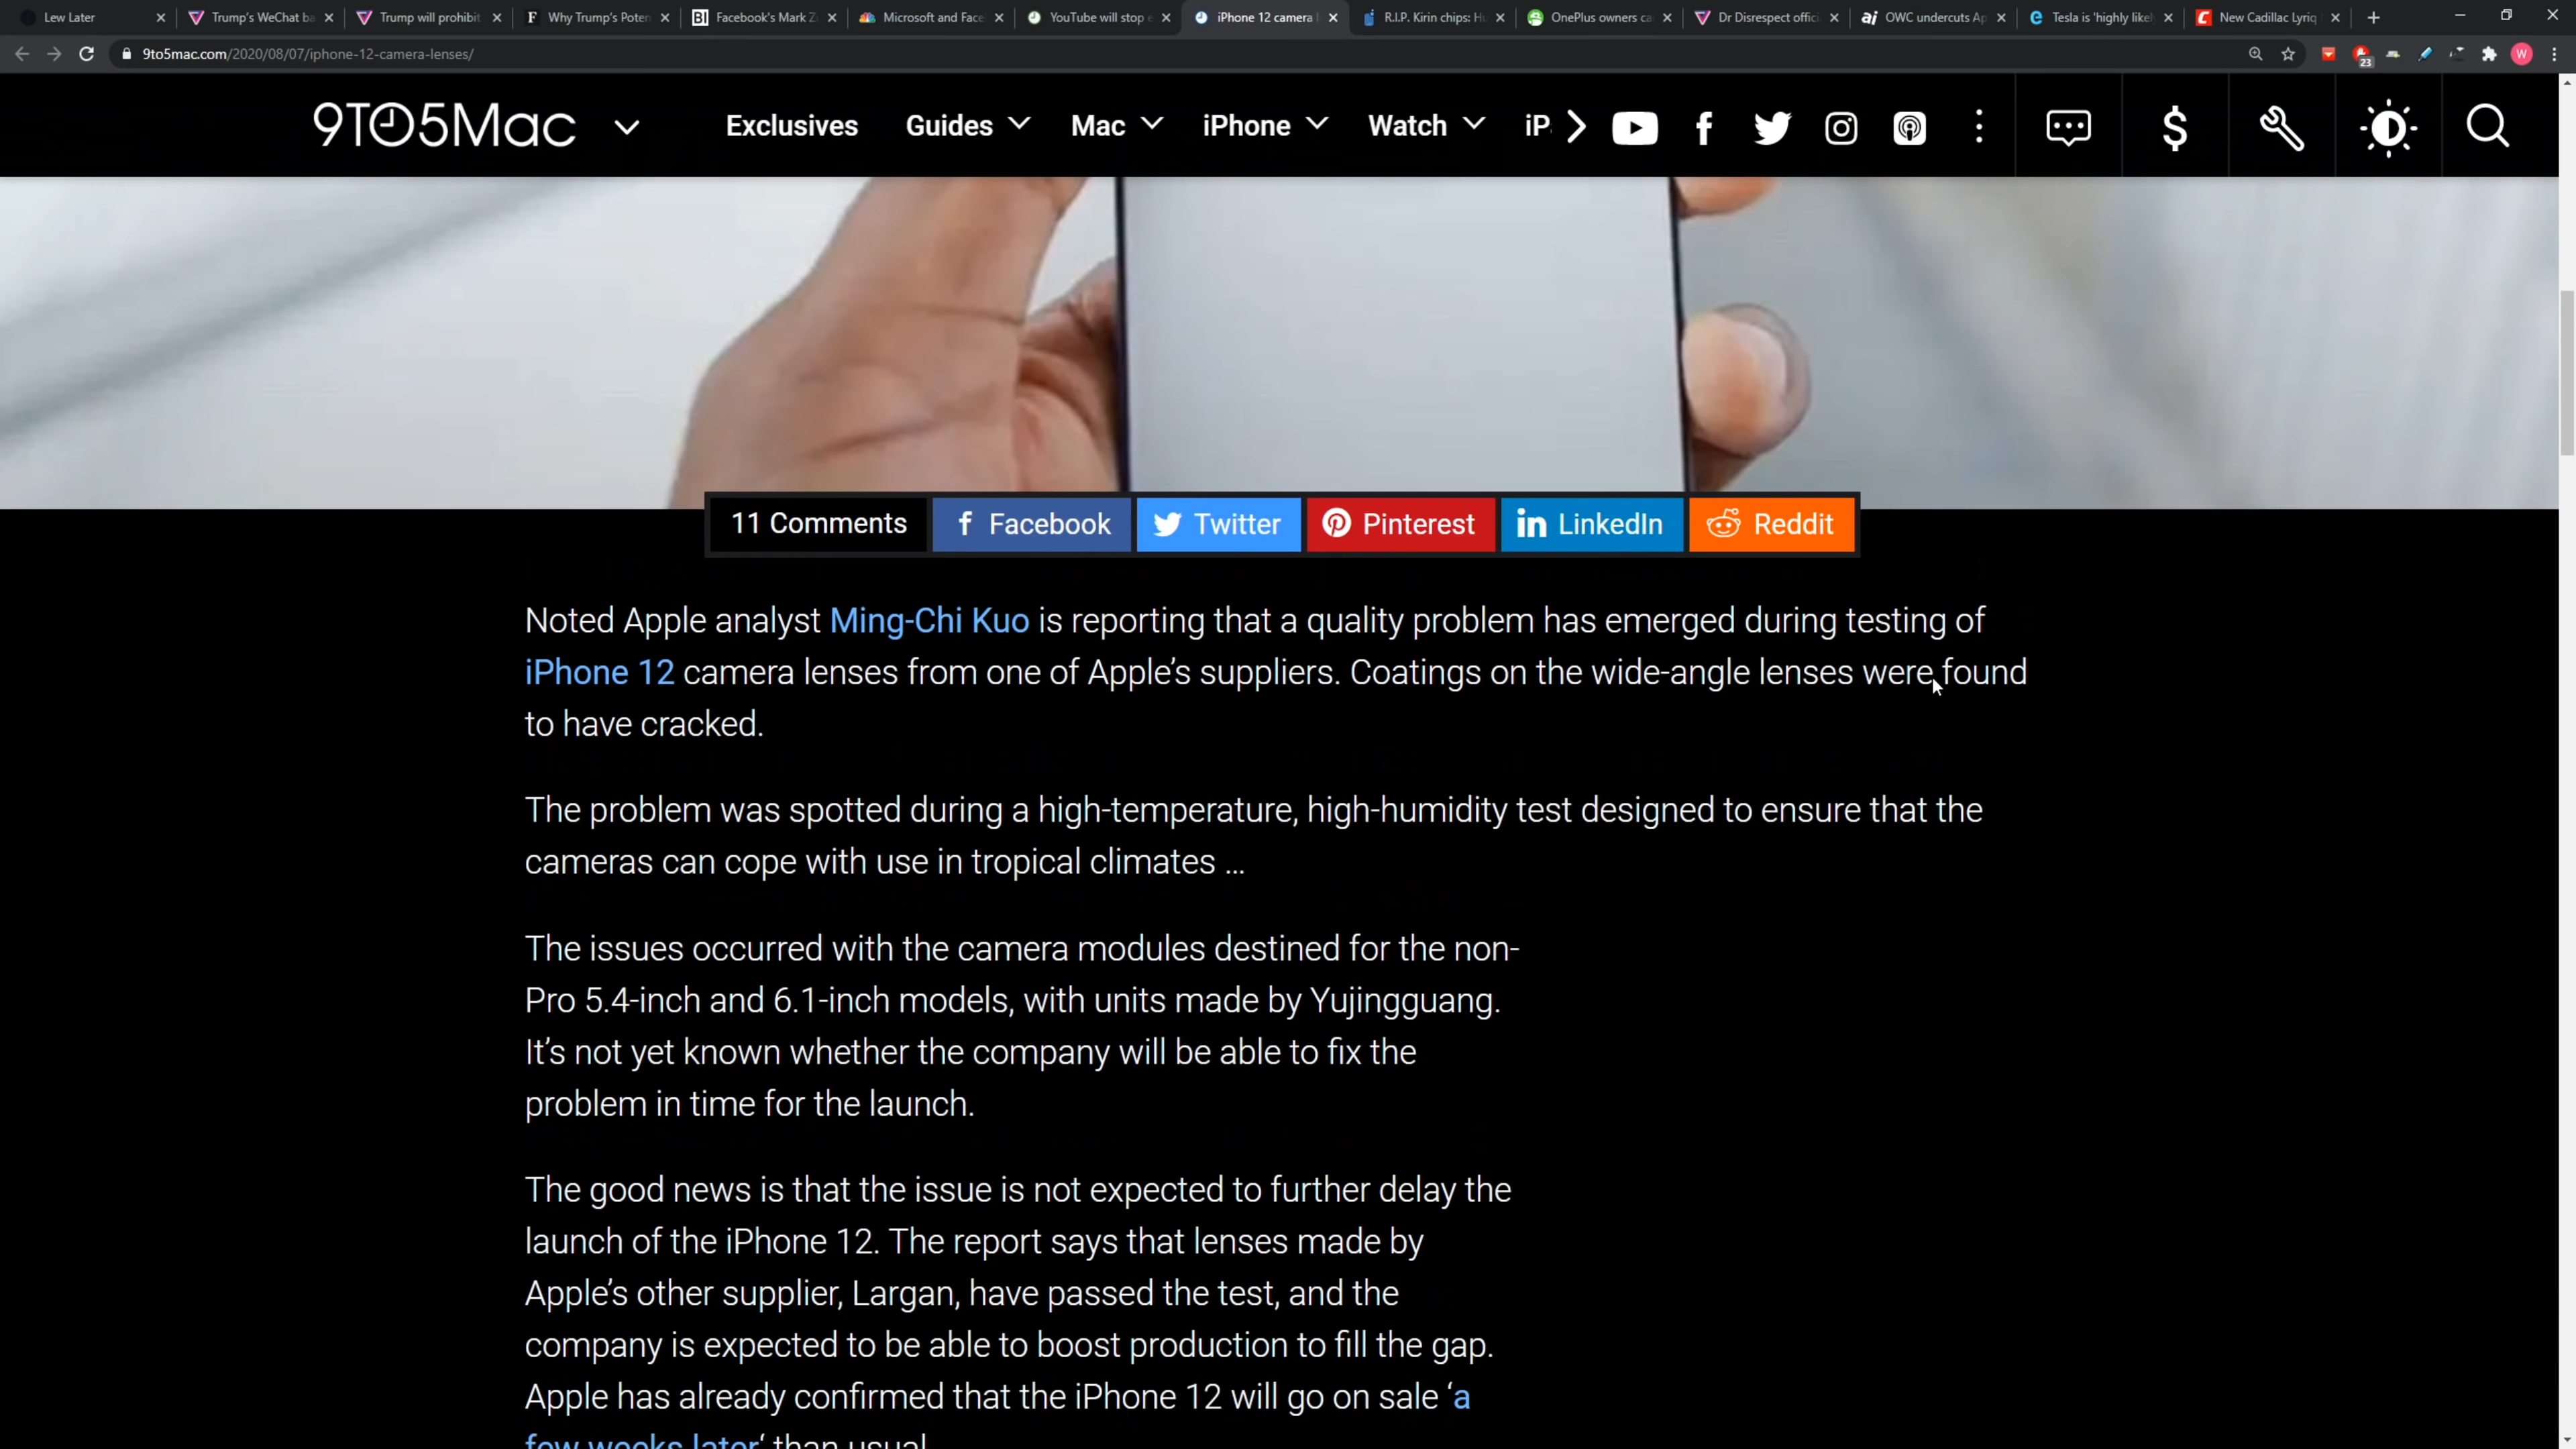 Lew Later
Trump's WeChat ba
Trump will prohibit
Why Trump's Poten
Facebook's Mark Z
Microsoft and Face
YouTube will stop e
iPhone 12 camera l
R.I.P. Kirin chips: Hu
OnePlus owners ca
Dr Disrespect offici
OWC undercuts Ap
Tesla is 'highly likel
New Cadillac Lyriq
9to5mac.com/2020/08/07/iphone-12-camera-lenses/
23
W
9TO5Mac
Exclusives
Guides
Mac
iPhone
Watch
iP
11 Comments
Facebook
Twitter
Pinterest
LinkedIn
Reddit
Noted Apple analyst Ming-Chi Kuo is reporting that a quality problem has emerged during testing of
iPhone 12 camera lenses from one of Apple's suppliers. Coatings on the wide-angle lenses were found
to have cracked.
The problem was spotted during a high-temperature, high-humidity test designed to ensure that the
cameras can cope with use in tropical climates …
The issues occurred with the camera modules destined for the non-
Pro 5.4-inch and 6.1-inch models, with units made by Yujingguang.
It's not yet known whether the company will be able to fix the
problem in time for the launch.
The good news is that the issue is not expected to further delay the
launch of the iPhone 12. The report says that lenses made by
Apple's other supplier, Largan, have passed the test, and the
company is expected to be able to boost production to fill the gap.
Apple has already confirmed that the iPhone 12 will go on sale ‘a
few weeks later‘ than usual